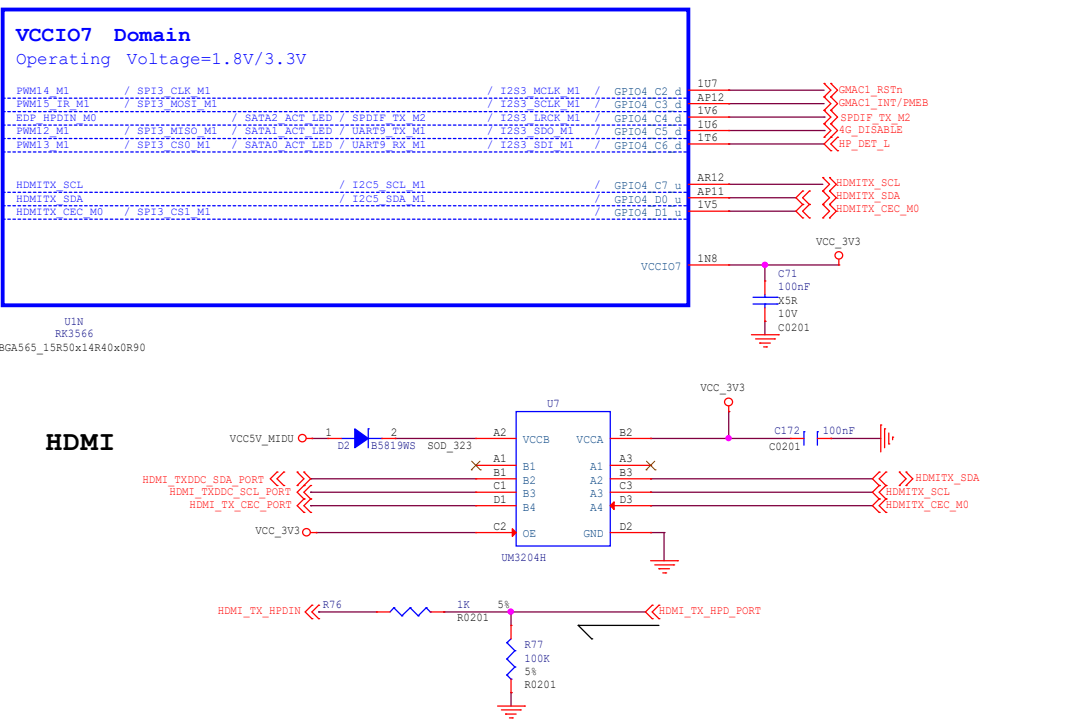 VCCIO7 Domain
Operating Voltage=1.8V/3.3V
PWM14_M1 / SPI3_CLK_M1 / I2S3_MCLK_M1 / GPIO4_C2_d 1U7 GMAC1_RSTn
PWM15_IR_M1 / SPI3_MOSI_M1 / I2S3_SCLK_M1 / GPIO4_C3_d AP12 GMAC1_INT/PMEB
EDP_HPDIN_M0 / SATA2_ACT_LED / SPDIF_TX_M2 / I2S3_LRCK_M1 / GPIO4_C4_d 1V6 SPDIF_TX_M2
PWM12_M1 / SPI3_MISO_M1 / SATA1_ACT_LED / UART9_TX_M1 / I2S3_SDO_M1 / GPIO4_C5_d 1U6 4G_DISABLE
PWM13_M1 / SPI3_CS0_M1 / SATA0_ACT_LED / UART9_RX_M1 / I2S3_SDI_M1 / GPIO4_C6_d 1T6 HP_DET_L
HDMITX_SCL / I2C5_SCL_M1 / GPIO4_C7_u AR12 HDMITX_SCL
HDMITX_SDA / I2C5_SDA_M1 / GPIO4_D0_u AP11 HDMITX_SDA
HDMITX_CEC_M0 / SPI3_CS1_M1 / GPIO4_D1_u 1V5 HDMITX_CEC_M0
VCC_3V3
VCCIO7 1N8
C71
100nF
X5R
10V
C0201
U1N
RK3566
BGA565_15R50x14R40x0R90
VCC_3V3
HDMI
U7
VCC5V_MIDU 1 D2 2 B5819WS SOD_323 A2 VCCB VCCA B2 C172 100nF
C0201
A1 B1 A1 A3
HDMI_TXDDC_SDA_PORT B1 B2 A2 B3 HDMITX_SDA
HDMI_TXDDC_SCL_PORT C1 B3 A3 C3 HDMITX_SCL
HDMI_TX_CEC_PORT D1 B4 A4 D3 HDMITX_CEC_M0
VCC_3V3 C2 OE GND D2
UM3204H
HDMI_TX_HPDIN R76 1K 5% HDMI_TX_HPD_PORT
R0201
R77
100K
5%
R0201